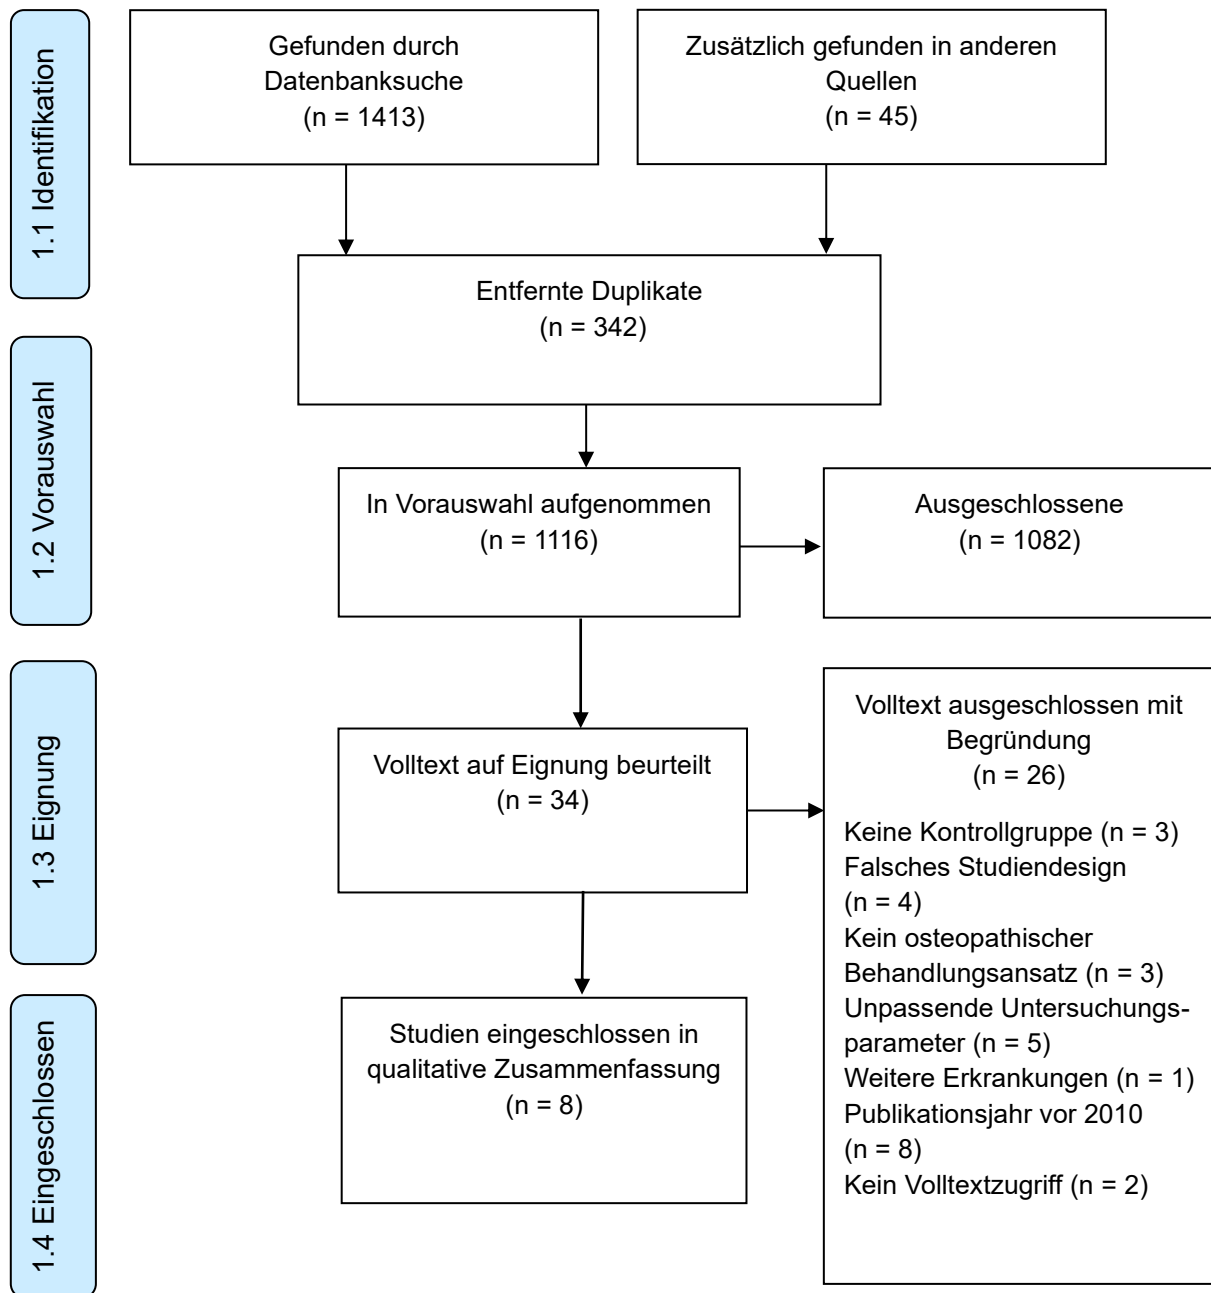 1.1 Identifikation
Gefunden durch
Datenbanksuche
(n = 1413)
Zusätzlich gefunden in anderen
Quellen
(n = 45)
Entfernte Duplikate
(n = 342)
1.2 Vorauswahl
In Vorauswahl aufgenommen
(n = 1116)
Ausgeschlossene
(n = 1082)
1.3 Eignung
Volltext auf Eignung beurteilt
(n = 34)
Volltext ausgeschlossen mit
Begründung
(n = 26)
Keine Kontrollgruppe (n = 3)
Falsches Studiendesign
(n = 4)
Kein osteopathischer
Behandlungsansatz (n = 3)
Unpassende Untersuchungs-
parameter (n = 5)
Weitere Erkrankungen (n = 1)
Publikationsjahr vor 2010
(n = 8)
Kein Volltextzugriff (n = 2)
1.4 Eingeschlossen
Studien eingeschlossen in
qualitative Zusammenfassung
(n = 8)